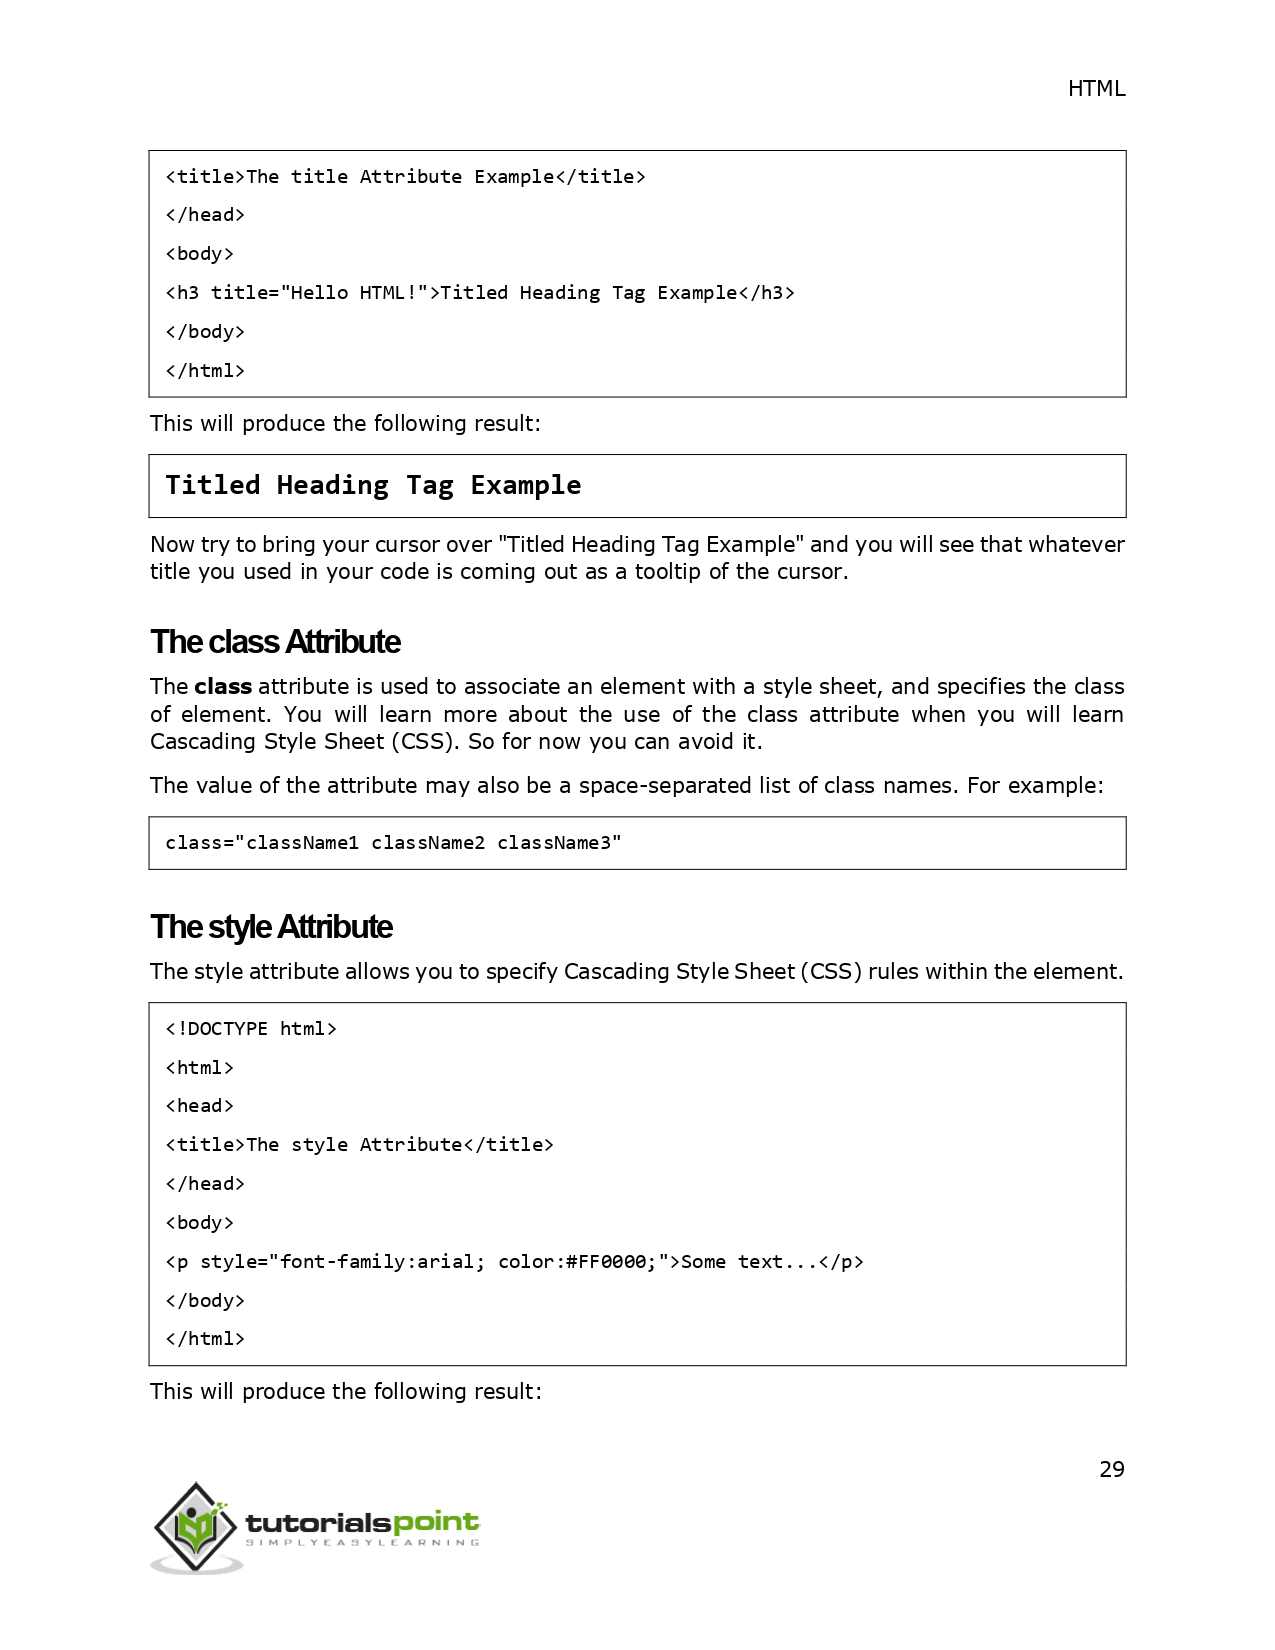 HTML
<title>The title Attribute Example</title>
</head>
<body>
<h3 title="Hello HTML!">Titled Heading Tag Example</h3>
</body>
</html>
This will produce the following result:
Titled Heading Tag Example
Now try to bring your cursor over "Titled Heading Tag Example" and you will see that whatever
title you used in your code is coming out as a tooltip of the cursor.
The class Attribute
The class attribute is used to associate an element with a style sheet, and specifies the class
of element. You will learn more about the use of the class attribute when you will learn
Cascading Style Sheet (CSS). So for now you can avoid it.
The value of the attribute may also be a space-separated list of class names. For example:
class="className1 className2 className3"
The style Attribute
The style attribute allows you to specify Cascading Style Sheet (CSS) rules within the element.
<!DOCTYPE html>
<html>
<head>
<title>The style Attribute</title>
</head>
<body>
<p style="font-family:arial; color:#FF0000;">Some text...</p>
</body>
</html>
This will produce the following result:
29
tutorialspoint
SIMPLYEASYLEARNING